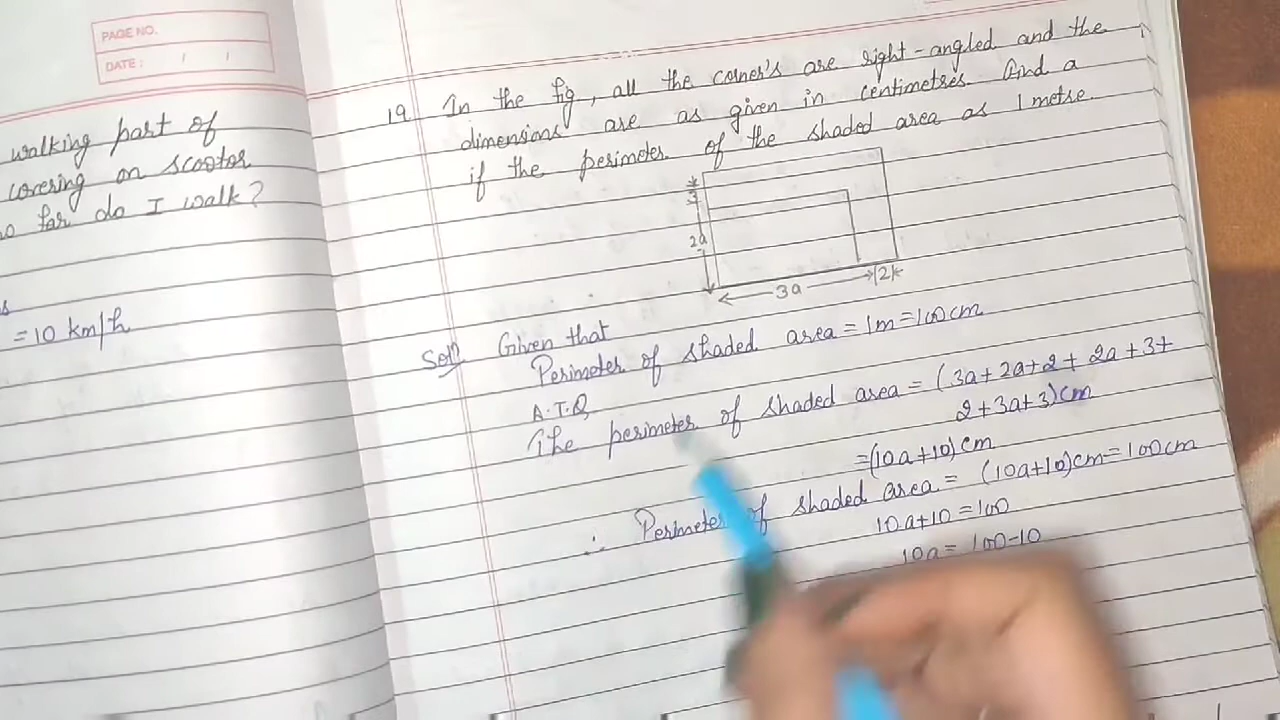 PAGE NO.
DATE : / /
walking part of
covering on scooter
far do I walk?
= 10 km/h
19. In the fig, all the corner's are right-angled and the
dimensions are as given in centimetres. Find a
if the perimeter of the shaded area as 1 metre.
3
2a
3a
2
Soln Given that
Perimeter of shaded area = 1m = 100 cm
A.T.Q
The perimeter of shaded area = (3a + 2a + 2 + 2a + 3 +
2 + 3a + 3) cm
= (10a + 10) cm
∴ Perimeter of shaded area = (10a + 10) cm = 100 cm
10a + 10 = 100
10a = 100 - 10